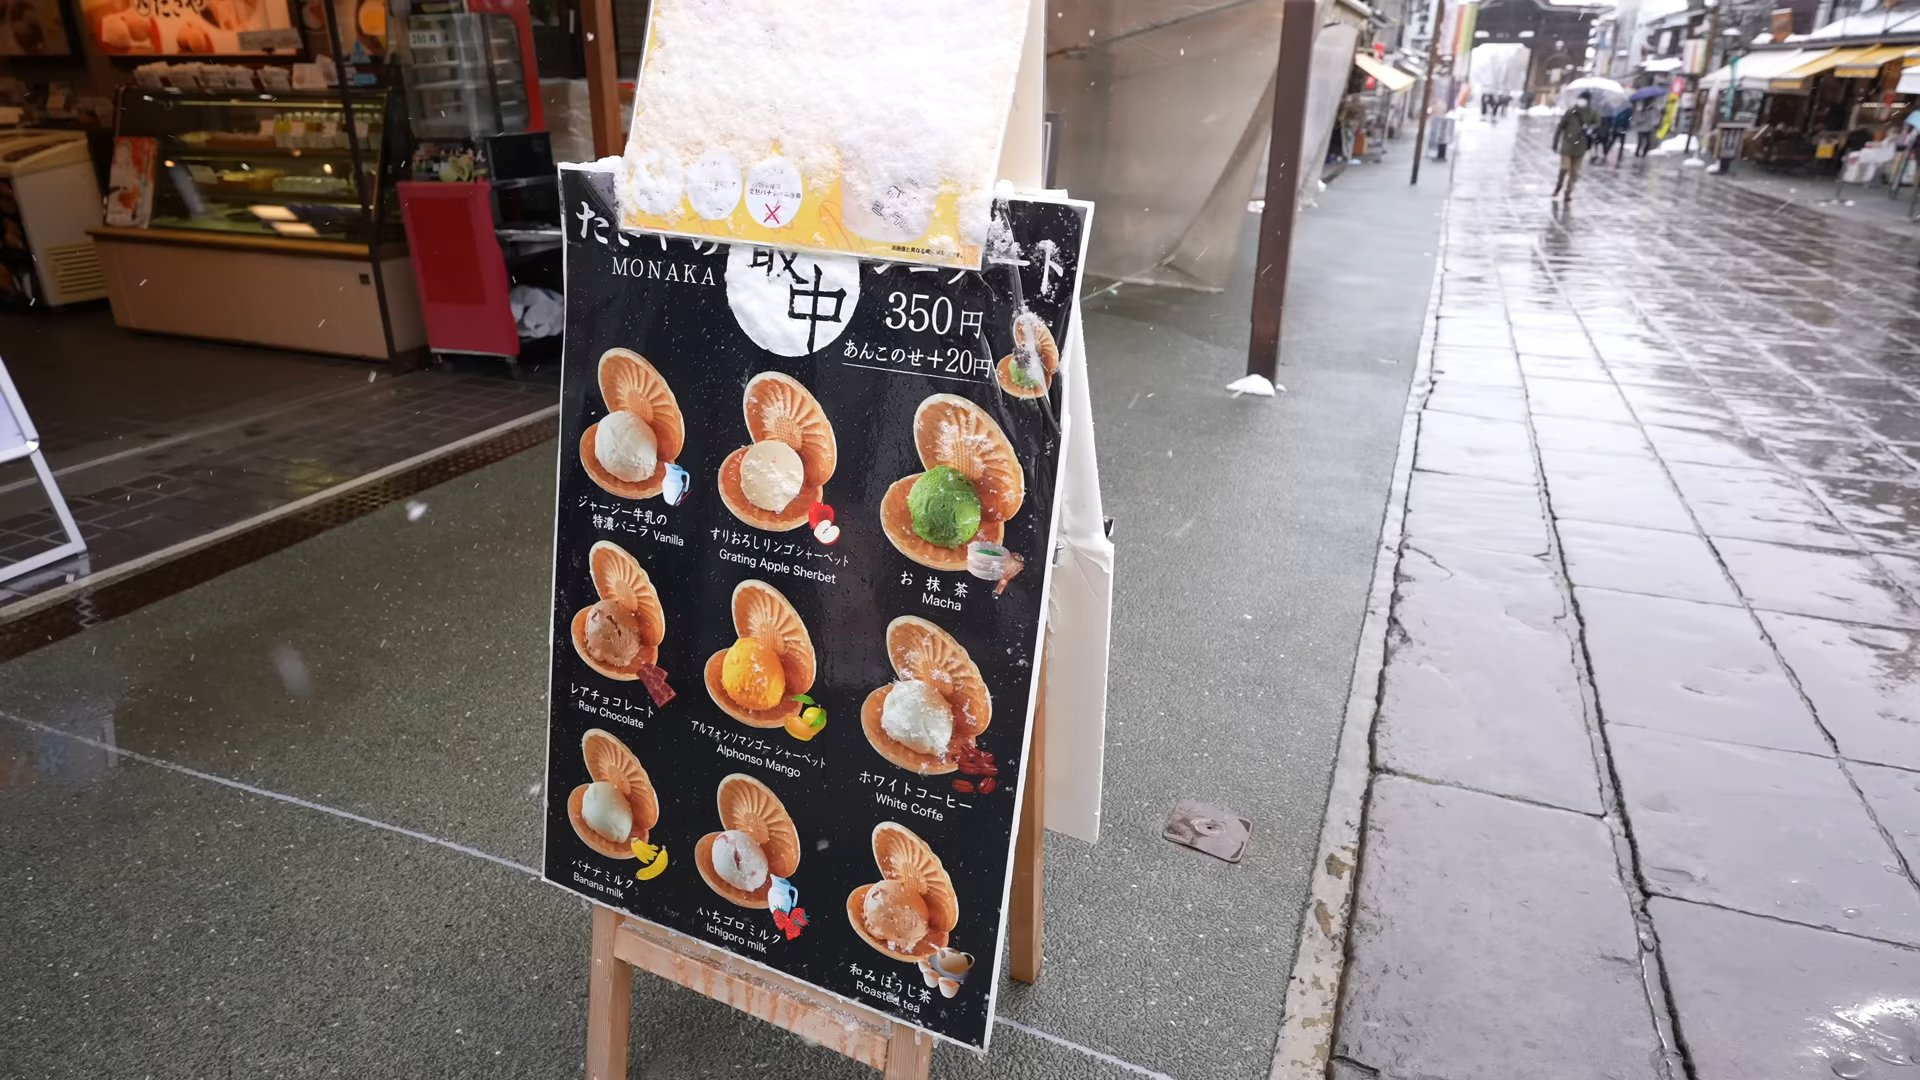 たさやの
MONAKA
最中
350円
あんこのせ+20円
ジャージー牛乳の
特濃バニラ Vanilla
すりおろしリンゴシャーベット
Grating Apple Sherbet
お抹茶
Macha
レアチョコレート
Raw Chocolate
アルフォンソマンゴーシャーベット
Alphonso Mango
ホワイトコーヒー
White Coffe
バナナミルク
Banana milk
いちゴロミルク
Ichigoro milk
和みほうじ茶
Roasted tea